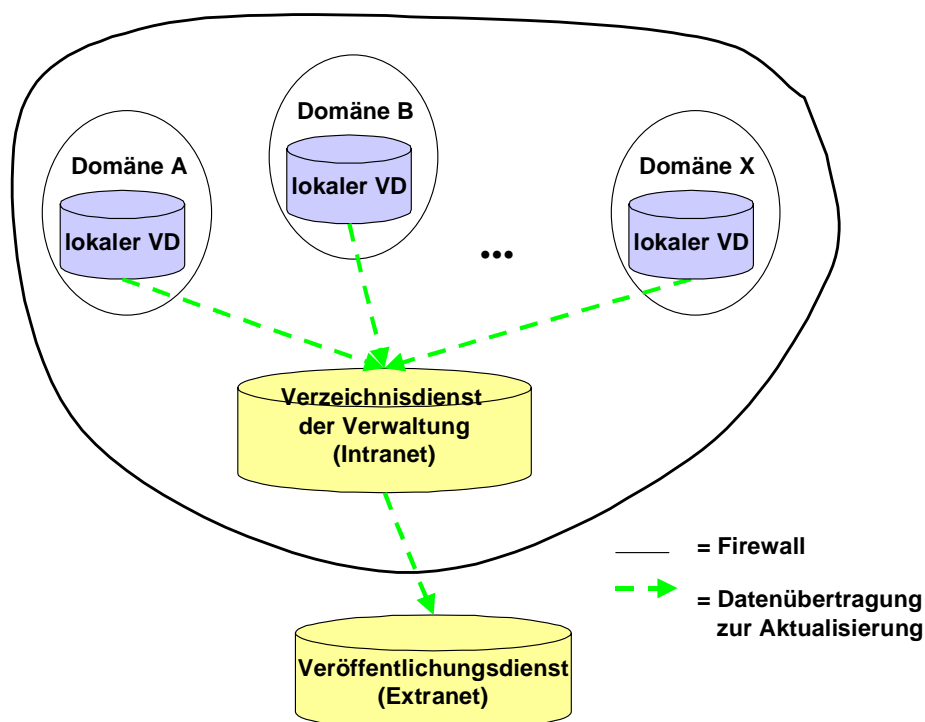 Domäne B
lokaler VD
Domäne A
lokaler VD
Domäne X
lokaler VD
...
Verzeichnisdienst
der Verwaltung
(Intranet)
= Firewall
= Datenübertragung
zur Aktualisierung
Veröffentlichungsdienst
(Extranet)